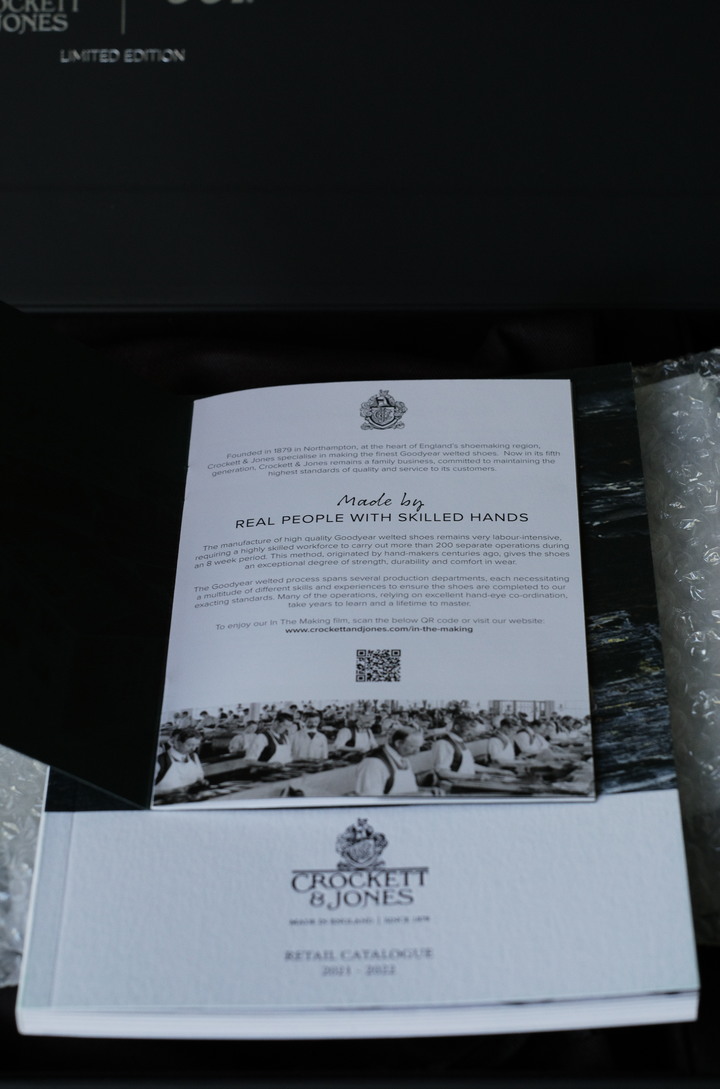 CROCKETT
& JONES
LIMITED EDITION
Founded in 1879 in Northampton, at the heart of England's shoemaking region,
Crockett & Jones specialise in making the finest Goodyear welted shoes. Now in its fifth
generation, Crockett & Jones remains a family business, committed to maintaining the
highest standards of quality and service to its customers.
Made by
REAL PEOPLE WITH SKILLED HANDS
The manufacture of high quality Goodyear welted shoes remains very labour-intensive,
requiring a highly skilled workforce to carry out more than 200 separate operations during
an 8 week period. This method, originated by hand-makers centuries ago, gives the shoes
an exceptional degree of strength, durability and comfort in wear.
The Goodyear welted process spans several production departments, each necessitating
a multitude of different skills and experiences to ensure the shoes are completed to our
exacting standards. Many of the operations, relying on excellent hand-eye co-ordination,
take years to learn and a lifetime to master.
To enjoy our In The Making film, scan the below QR code or visit our website:
www.crockettandjones.com/in-the-making
CROCKETT
& JONES
MADE IN ENGLAND | SINCE 1879
RETAIL CATALOGUE
2021 - 2022